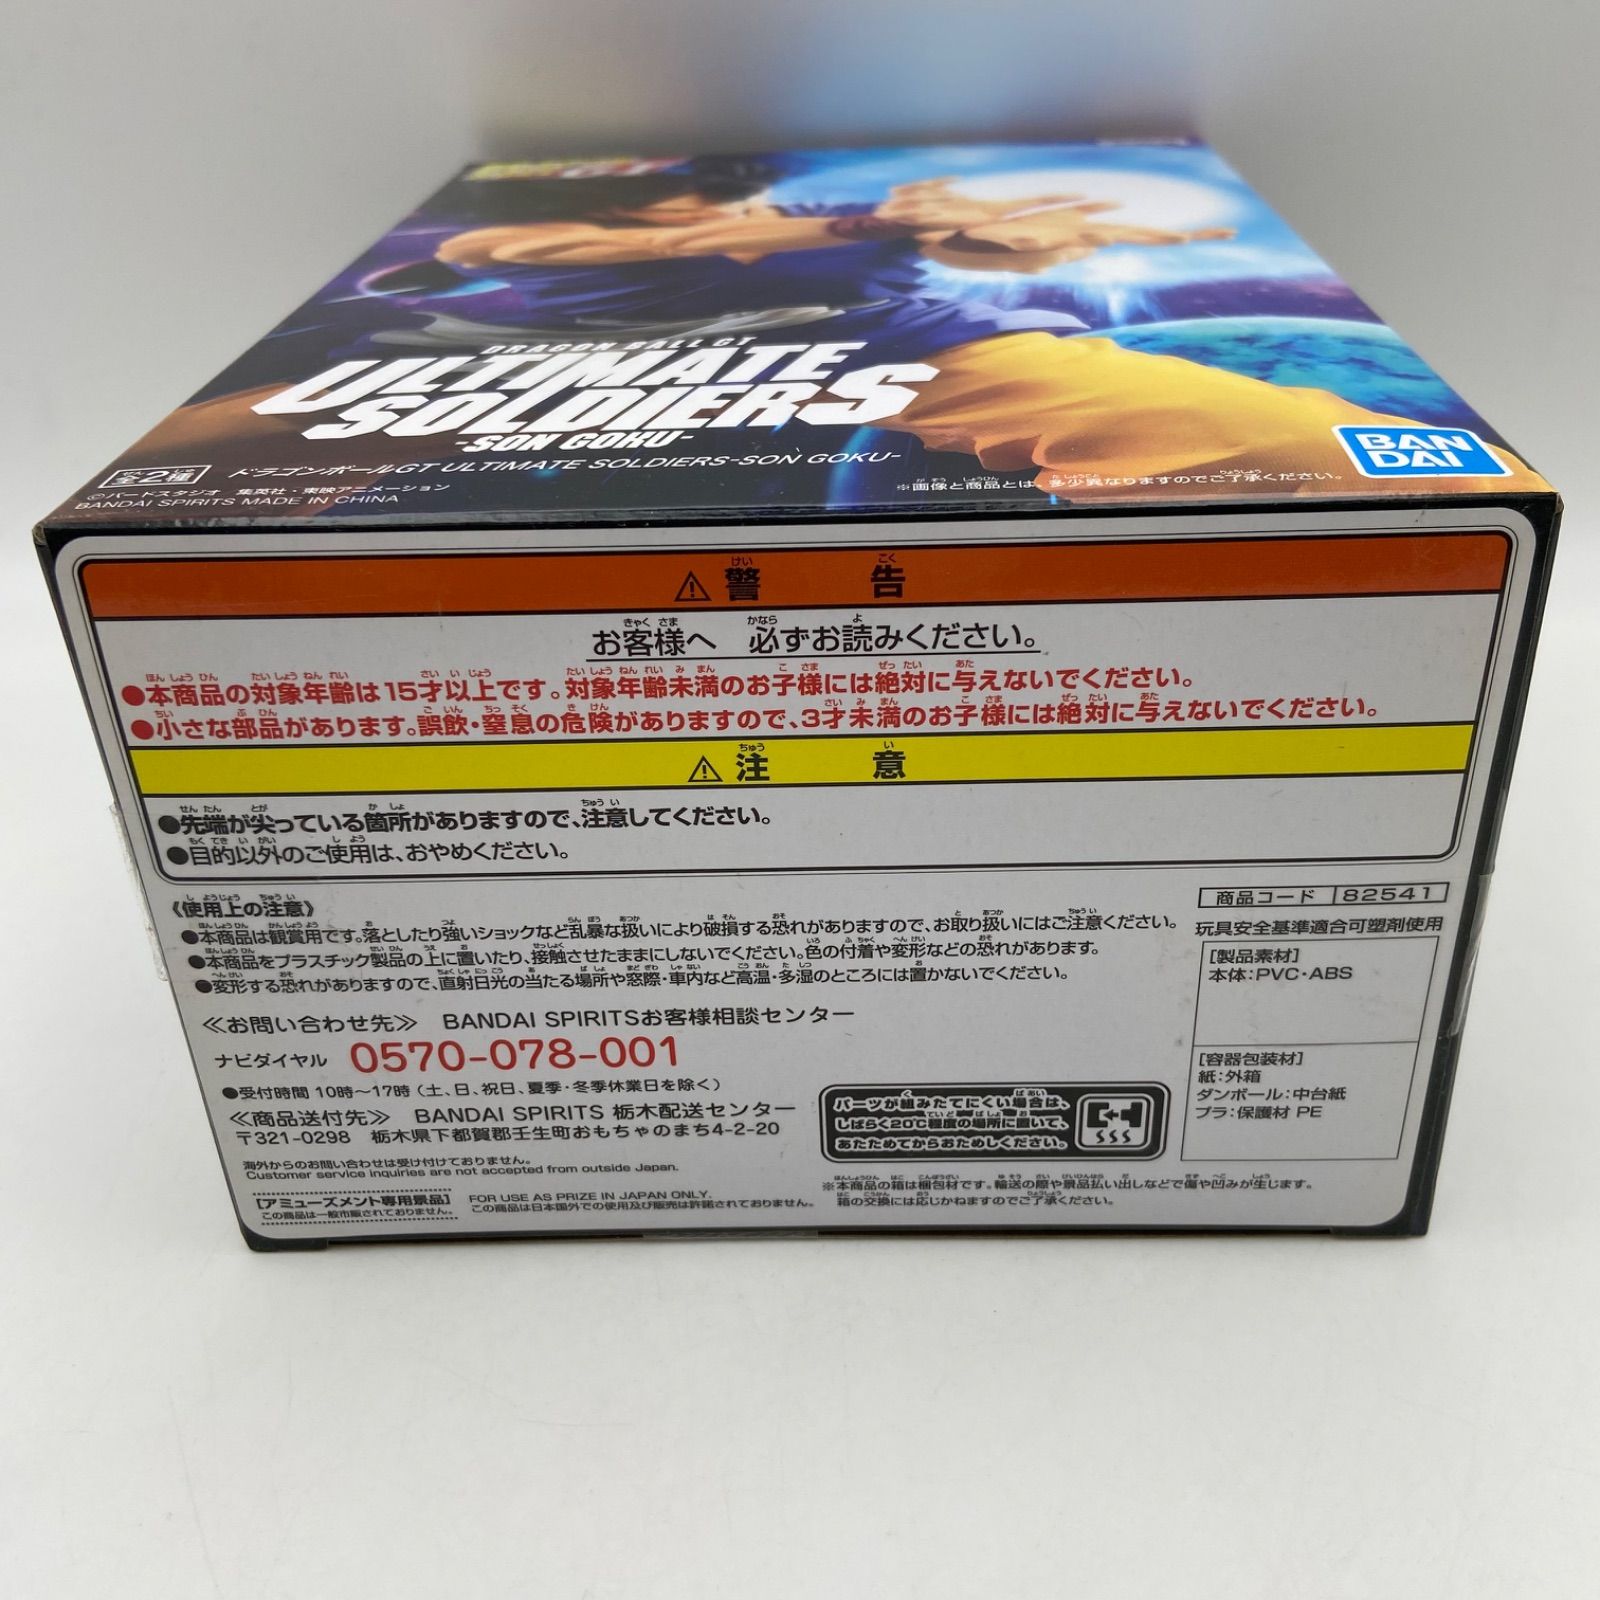 DRAGON BALL GT
ULTIMATE
SOLDIERS
-SON GOKU-
全2種
ドラゴンボールGT ULTIMATE SOLDIERS-SON GOKU-
©バードスタジオ/集英社・東映アニメーション
BANDAI SPIRITS MADE IN CHINA
※画像と商品とは、多少異なりますのでご了承ください。
BAN
DAI
⚠警告
お客様へ 必ずお読みください。
●本商品の対象年齢は15才以上です。対象年齢未満のお子様には絶対に与えないでください。
●小さな部品があります。誤飲・窒息の危険がありますので、3才未満のお子様には絶対に与えないでください。
⚠注意
●先端が尖っている箇所がありますので、注意してください。
●目的以外のご使用は、おやめください。
《使用上の注意》
●本商品は観賞用です。落としたり強いショックなど乱暴な扱いにより破損する恐れがありますので、お取り扱いにはご注意ください。
●本商品をプラスチック製品の上に置いたり、接触させたままにしないでください。色の付着や変形などの恐れがあります。
●変形する恐れがありますので、直射日光の当たる場所や窓際・車内など高温・多湿のところには置かないでください。
≪お問い合わせ先≫ BANDAI SPIRITSお客様相談センター
ナビダイヤル 0570-078-001
●受付時間 10時～17時（土、日、祝日、夏季・冬季休業日を除く）
≪商品送付先≫ BANDAI SPIRITS 栃木配送センター
〒321-0298 栃木県下都賀郡壬生町おもちゃのまち4-2-20
海外からのお問い合わせは受け付けておりません。
Customer service inquiries are not accepted from outside Japan.
[アミューズメント専用景品]
この商品は一般市販されておりません。
FOR USE AS PRIZE IN JAPAN ONLY.
この商品は日本国外での使用及び販売は許諾されておりません。
商品コード 82541
玩具安全基準適合可塑剤使用
[製品素材]
本体:PVC・ABS
[容器包装材]
紙:外箱
ダンボール:中台紙
プラ:保護材 PE
パーツが組みたてにくい場合は、
しばらく20℃程度の場所に置いて、
あたためてからおためしください。
※本商品の箱は梱包材です。輸送の際や景品払い出しなどで傷や凹みが生じます。
箱の交換には応じかねますのでご了承ください。